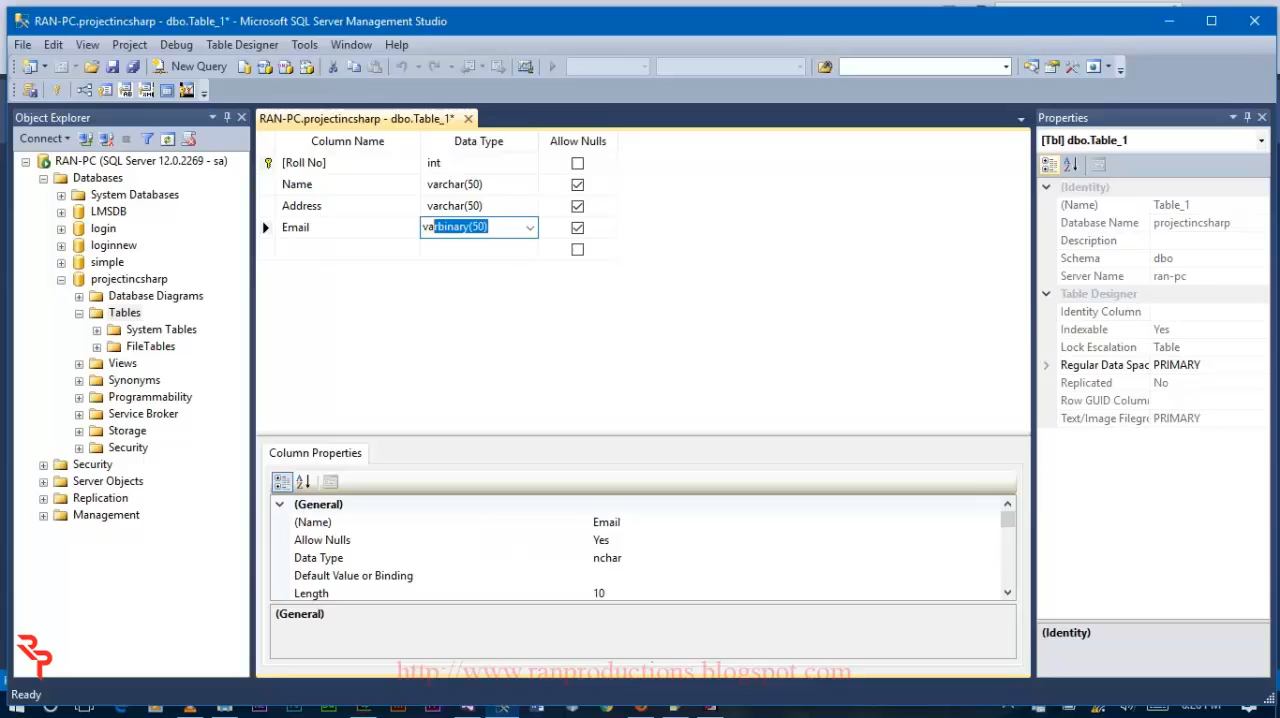 RAN-PC.projectincsharp - dbo.Table_1* - Microsoft SQL Server Management Studio
File Edit View Project Debug Table Designer Tools Window Help
New Query
Object Explorer
Connect
RAN-PC (SQL Server 12.0.2269 - sa)
Databases
System Databases
LMSDB
login
loginnew
simple
projectincsharp
Database Diagrams
Tables
System Tables
FileTables
Views
Synonyms
Programmability
Service Broker
Storage
Security
Security
Server Objects
Replication
Management
RAN-PC.projectincsharp - dbo.Table_1*
Column Name Data Type Allow Nulls
[Roll No] int
Name varchar(50)
Address varchar(50)
Email varbinary(50)
Column Properties
(General)
(Name) Email
Allow Nulls Yes
Data Type nchar
Default Value or Binding
Length 10
(General)
Properties
[Tbl] dbo.Table_1
(Identity)
(Name) Table_1
Database Name projectincsharp
Description
Schema dbo
Server Name ran-pc
Table Designer
Identity Column
Indexable Yes
Lock Escalation Table
Regular Data Spac PRIMARY
Replicated No
Row GUID Colum
Text/Image Filegr PRIMARY
(Identity)
RP
http://www.ranproductions.blogspot.com
Ready